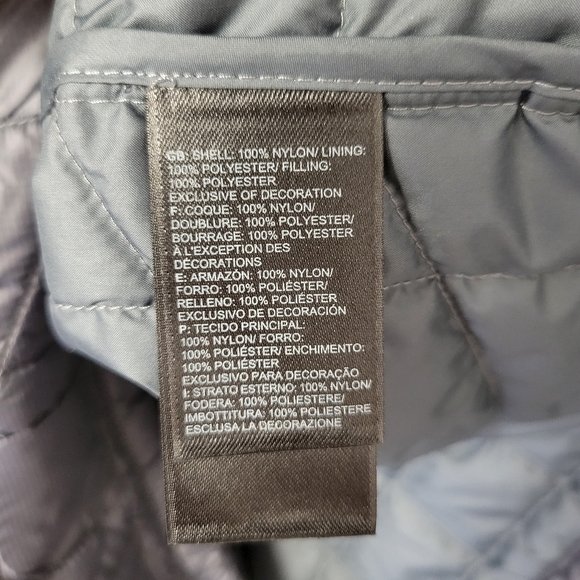 GB: SHELL: 100% NYLON/ LINING:
100% POLYESTER/ FILLING:
100% POLYESTER
EXCLUSIVE OF DECORATION
F: COQUE: 100% NYLON/
DOUBLURE: 100% POLYESTER/
BOURRAGE: 100% POLYESTER
À L'EXCEPTION DES
DÉCORATIONS
E: ARMAZÓN: 100% NYLON/
FORRO: 100% POLIÉSTER/
RELLENO: 100% POLIÉSTER
EXCLUSIVO DE DECORACIÓN
P: TECIDO PRINCIPAL:
100% NYLON/ FORRO:
100% POLIÉSTER/ ENCHIMENTO:
100% POLIÉSTER
EXCLUSIVO PARA DECORAÇÃO
I: STRATO ESTERNO: 100% NYLON/
FODERA: 100% POLIESTERE/
IMBOTTITURA: 100% POLIESTERE
ESCLUSA LA DECORAZIONE